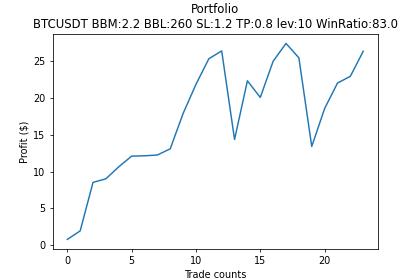 Portfolio
BTCUSDT BBM:2.2 BBL:260 SL:1.2 TP:0.8 lev:10 WinRatio:83.0
25
20
15
10
5
0
Profit ($)
0 5 10 15 20
Trade counts